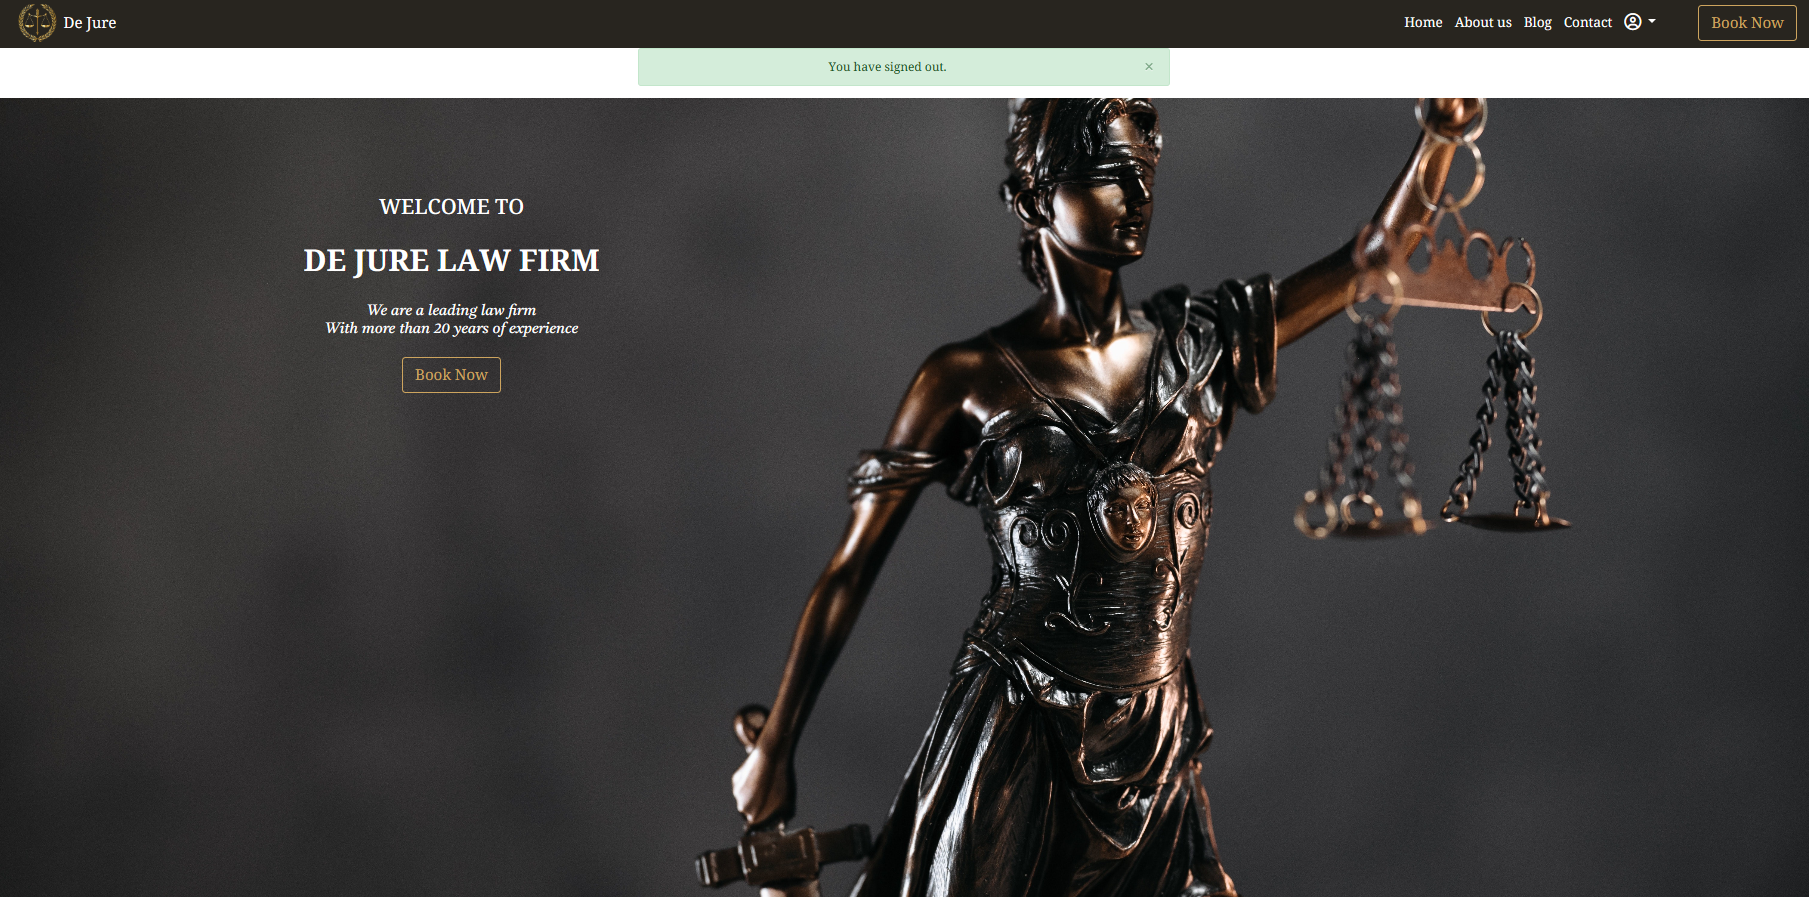 De Jure
Home About us Blog Contact Book Now
You have signed out. ×
WELCOME TO
DE JURE LAW FIRM
We are a leading law firm
With more than 20 years of experience
Book Now